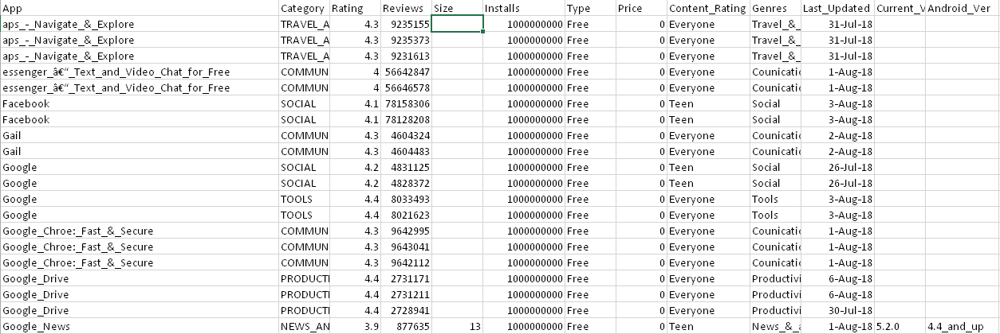 App Category Rating Reviews Size Installs Type Price Content_Rating Genres Last_Updated Current_V Android_Ver
aps_-_Navigate_&_Explore TRAVEL_A 4.3 9235155 1000000000 Free 0 Everyone Travel_&_ 31-Jul-18
aps_-_Navigate_&_Explore TRAVEL_A 4.3 9235373 1000000000 Free 0 Everyone Travel_&_ 31-Jul-18
aps_-_Navigate_&_Explore TRAVEL_A 4.3 9231613 1000000000 Free 0 Everyone Travel_&_ 31-Jul-18
essenger_â€“_Text_and_Video_Chat_for_Free COMMUN 4 56642847 1000000000 Free 0 Everyone Counicatio 1-Aug-18
essenger_â€“_Text_and_Video_Chat_for_Free COMMUN 4 56646578 1000000000 Free 0 Everyone Counicatio 1-Aug-18
Facebook SOCIAL 4.1 78158306 1000000000 Free 0 Teen Social 3-Aug-18
Facebook SOCIAL 4.1 78128208 1000000000 Free 0 Teen Social 3-Aug-18
Gail COMMUN 4.3 4604324 1000000000 Free 0 Everyone Counicatio 2-Aug-18
Gail COMMUN 4.3 4604483 1000000000 Free 0 Everyone Counicatio 2-Aug-18
Google SOCIAL 4.2 4831125 1000000000 Free 0 Teen Social 26-Jul-18
Google SOCIAL 4.2 4828372 1000000000 Free 0 Teen Social 26-Jul-18
Google TOOLS 4.4 8033493 1000000000 Free 0 Everyone Tools 3-Aug-18
Google TOOLS 4.4 8021623 1000000000 Free 0 Everyone Tools 3-Aug-18
Google_Chroe:_Fast_&_Secure COMMUN 4.3 9642995 1000000000 Free 0 Everyone Counicatio 1-Aug-18
Google_Chroe:_Fast_&_Secure COMMUN 4.3 9643041 1000000000 Free 0 Everyone Counicatio 1-Aug-18
Google_Chroe:_Fast_&_Secure COMMUN 4.3 9642112 1000000000 Free 0 Everyone Counicatio 1-Aug-18
Google_Drive PRODUCTI 4.4 2731171 1000000000 Free 0 Everyone Productivi 6-Aug-18
Google_Drive PRODUCTI 4.4 2731211 1000000000 Free 0 Everyone Productivi 6-Aug-18
Google_Drive PRODUCTI 4.4 2728941 1000000000 Free 0 Everyone Productivi 30-Jul-18
Google_News NEWS_AN 3.9 877635 13 1000000000 Free 0 Teen News_&_a 1-Aug-18 5.2.0 4.4_and_up